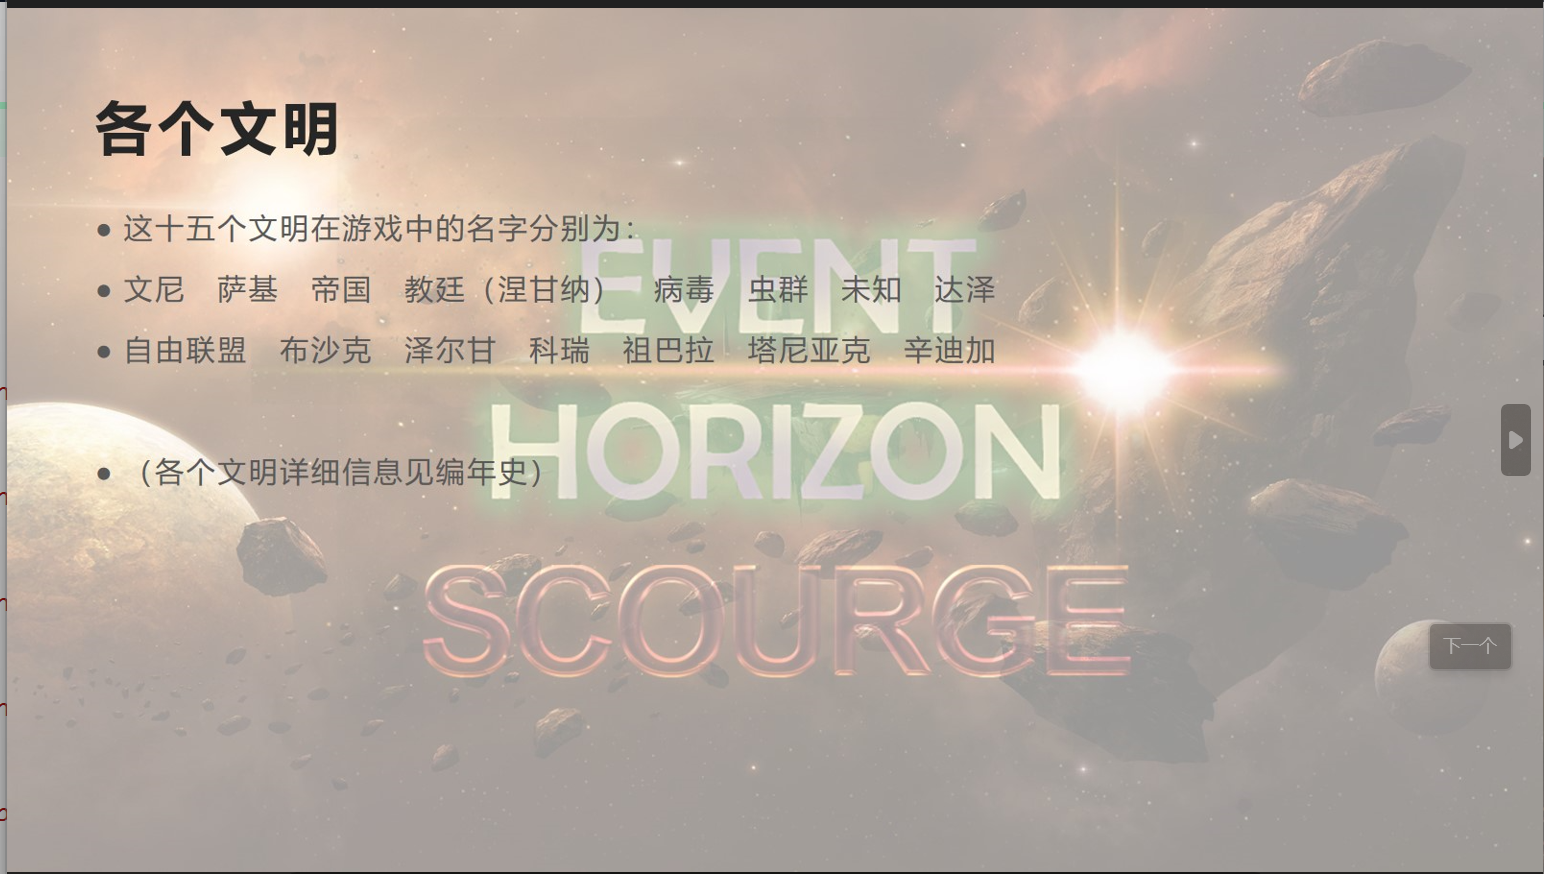 各个文明
● 这十五个文明在游戏中的名字分别为：
● 文尼 萨基 帝国 教廷（涅甘纳） 病毒 虫群 未知 达泽
● 自由联盟 布沙克 泽尔甘 科瑞 祖巴拉 塔尼亚克 辛迪加
● （各个文明详细信息见编年史）
EVENT
HORIZON
SCOURGE
下一个